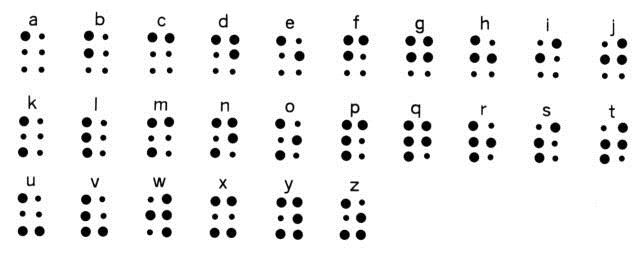 a b c d e f g h i j
k l m n o p q r s t
u v w x y z